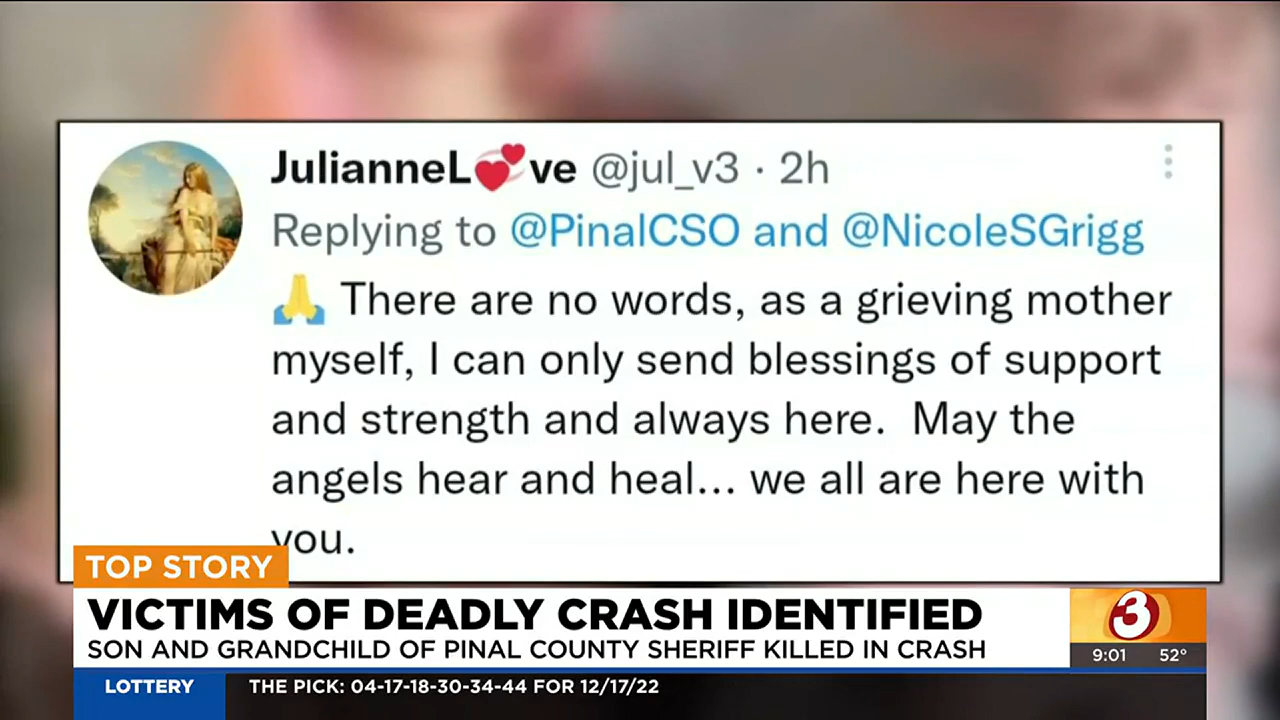 JulianneL💞ve @jul_v3 · 2h
Replying to @PinalCSO and @NicoleSGrigg
🙏 There are no words, as a grieving mother
myself, I can only send blessings of support
and strength and always here.  May the
angels hear and heal... we all are here with
you.
TOP STORY
VICTIMS OF DEADLY CRASH IDENTIFIED
SON AND GRANDCHILD OF PINAL COUNTY SHERIFF KILLED IN CRASH
3
9:01 52°
LOTTERY THE PICK: 04-17-18-30-34-44 FOR 12/17/22